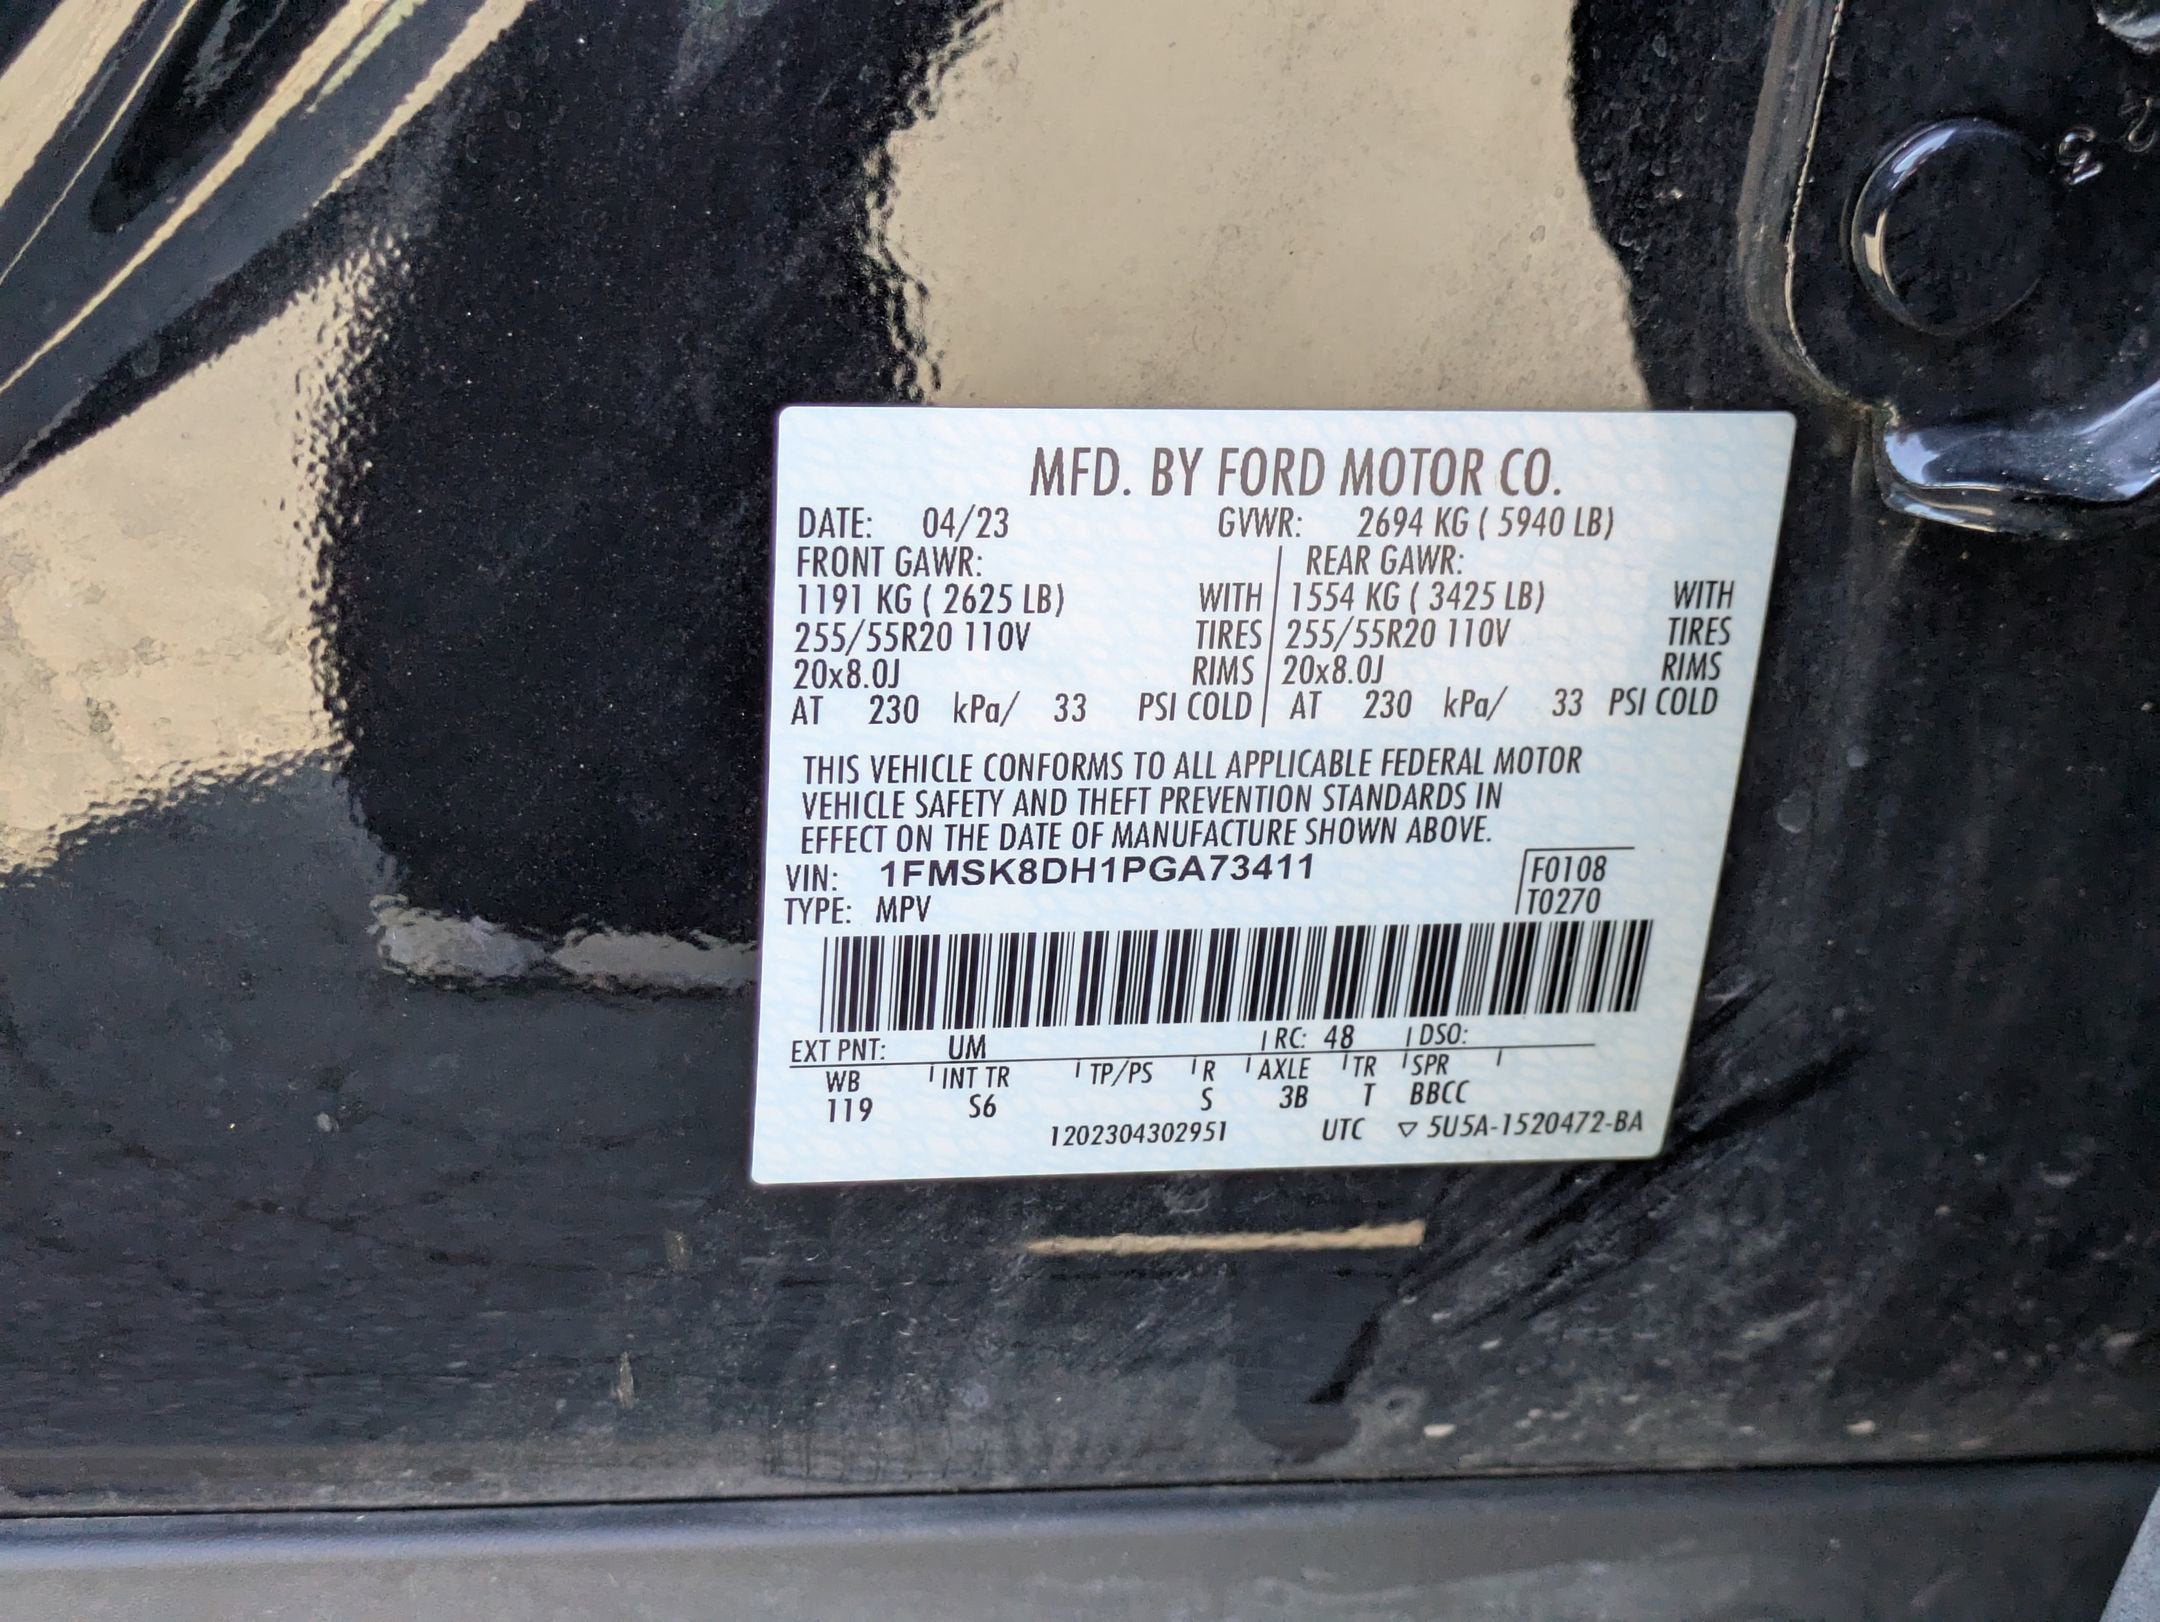 MFD. BY FORD MOTOR CO.
DATE: 04/23 GVWR: 2694 KG ( 5940 LB)
FRONT GAWR: REAR GAWR:
1191 KG ( 2625 LB) WITH 1554 KG ( 3425 LB) WITH
255/55R20 110V TIRES 255/55R20 110V TIRES
20x8.0J RIMS 20x8.0J RIMS
AT 230 kPa/ 33 PSI COLD AT 230 kPa/ 33 PSI COLD
THIS VEHICLE CONFORMS TO ALL APPLICABLE FEDERAL MOTOR
VEHICLE SAFETY AND THEFT PREVENTION STANDARDS IN
EFFECT ON THE DATE OF MANUFACTURE SHOWN ABOVE.
VIN: 1FMSK8DH1PGA73411 F0108
TYPE: MPV T0270
EXT PNT: UM RC: 48 DSO:
WB INT TR TP/PS R AXLE TR SPR
119 S6 S 3B T BBCC
1202304302951 UTC ▽ 5U5A-1520472-BA